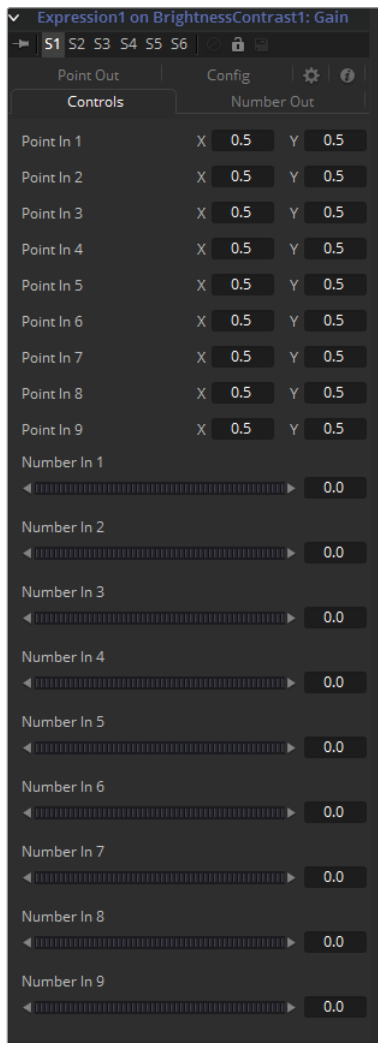 Expression1 on BrightnessContrast1: Gain
S1 S2 S3 S4 S5 S6
Point Out Config
Controls Number Out
Point In 1 X 0.5 Y 0.5
Point In 2 X 0.5 Y 0.5
Point In 3 X 0.5 Y 0.5
Point In 4 X 0.5 Y 0.5
Point In 5 X 0.5 Y 0.5
Point In 6 X 0.5 Y 0.5
Point In 7 X 0.5 Y 0.5
Point In 8 X 0.5 Y 0.5
Point In 9 X 0.5 Y 0.5
Number In 1
0.0
Number In 2
0.0
Number In 3
0.0
Number In 4
0.0
Number In 5
0.0
Number In 6
0.0
Number In 7
0.0
Number In 8
0.0
Number In 9
0.0